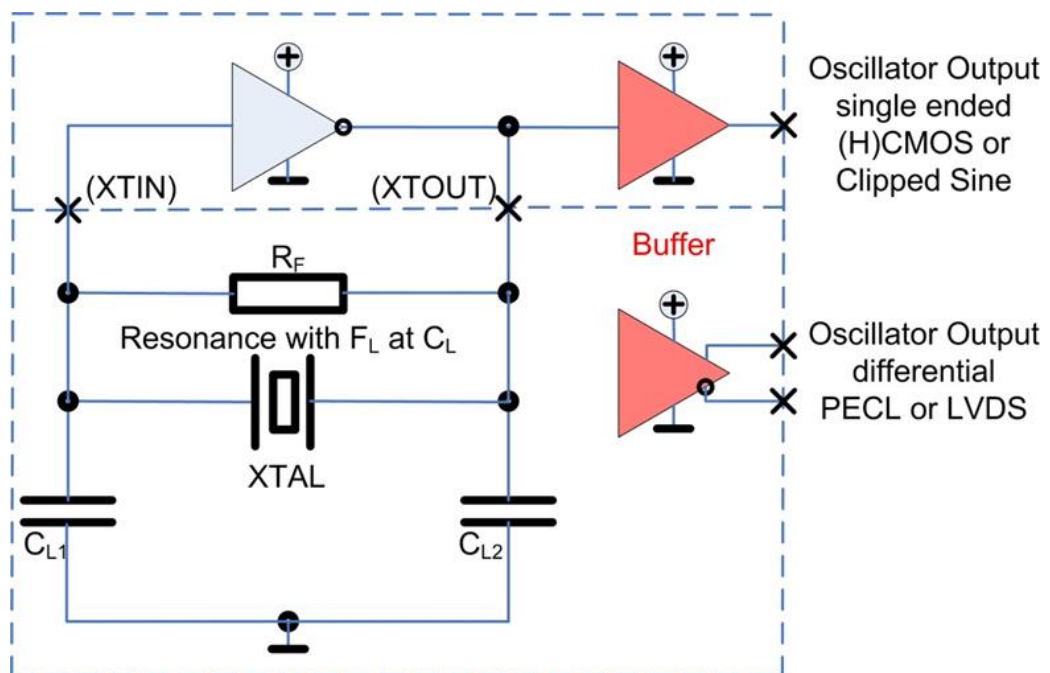 Oscillator Output
single ended
(H)CMOS or
Clipped Sine
(XTIN)
(XTOUT)
Buffer
RF
Resonance with FL at CL
XTAL
Oscillator Output
differential
PECL or LVDS
CL1
CL2